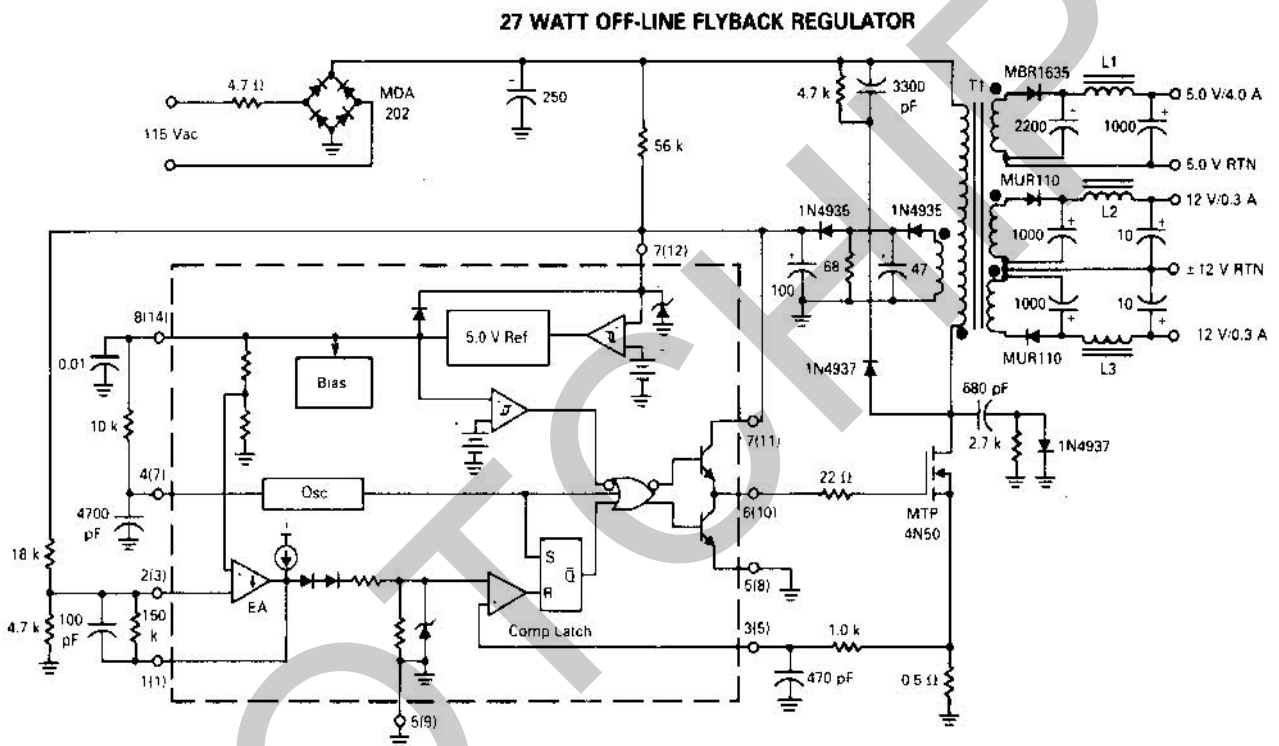 27 WATT OFF-LINE FLYBACK REGULATOR
4.7 Ω
MDA
202
115 Vac
250
56 k
4.7 k
3300
pF
T1
MBR1635
L1
2200
1000
5.0 V/4.0 A
5.0 V RTN
MUR110
L2
12 V/0.3 A
1000
10
± 12 V RTN
1000
10
MUR110
L3
12 V/0.3 A
1N4935
1N4935
100
68
47
7(12)
8(14)
0.01
5.0 V Ref
Bias
1N4937
680 pF
2.7 k
1N4937
10 k
7(11)
4(7)
Osc
22 Ω
6(10)
MTP
4N50
4700
pF
18 k
S
Q
R
5(8)
2(3)
EA
4.7 k
100
pF
150
k
Comp Latch
3(5)
1.0 k
1(1)
470 pF
0.5 Ω
5(9)
OTCHIP